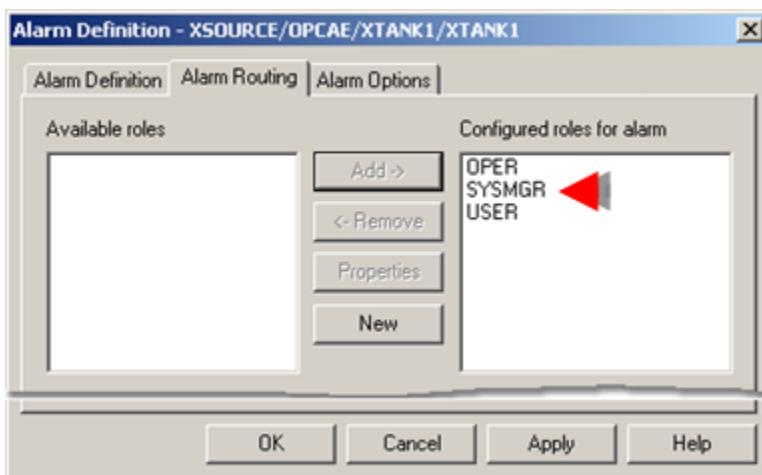 Alarm Definition - XSOURCE/OPCAE/XTANK1/XTANK1
Alarm Definition
Alarm Routing
Alarm Options
Available roles
Configured roles for alarm
Add ->
<- Remove
Properties
New
OPER
SYSMGR
USER
OK
Cancel
Apply
Help